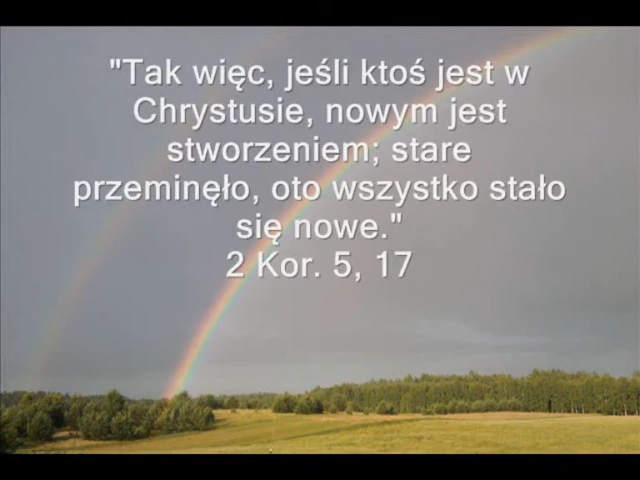 "Tak więc, jeśli ktoś jest w
Chrystusie, nowym jest
stworzeniem; stare
przeminęło, oto wszystko stało
się nowe."
2 Kor. 5, 17